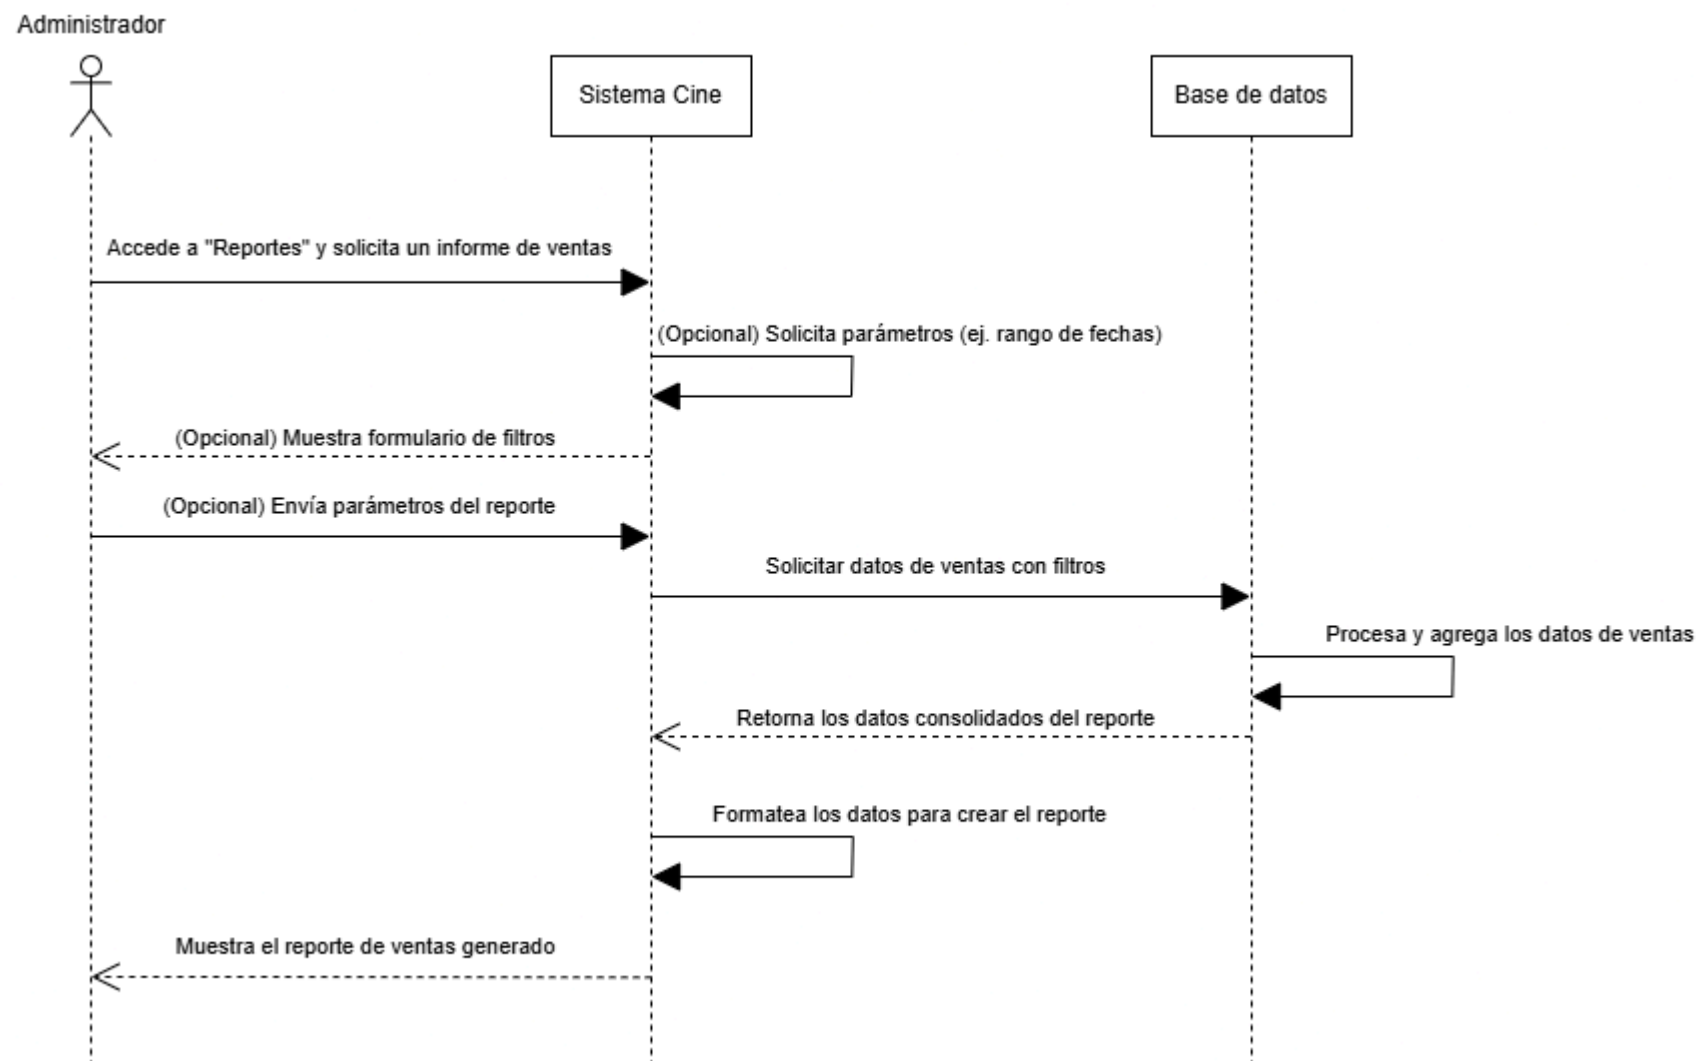 Administrador
Sistema Cine
Base de datos
Accede a "Reportes" y solicita un informe de ventas
(Opcional) Solicita parámetros (ej. rango de fechas)
(Opcional) Muestra formulario de filtros
(Opcional) Envía parámetros del reporte
Solicitar datos de ventas con filtros
Procesa y agrega los datos de ventas
Retorna los datos consolidados del reporte
Formatea los datos para crear el reporte
Muestra el reporte de ventas generado